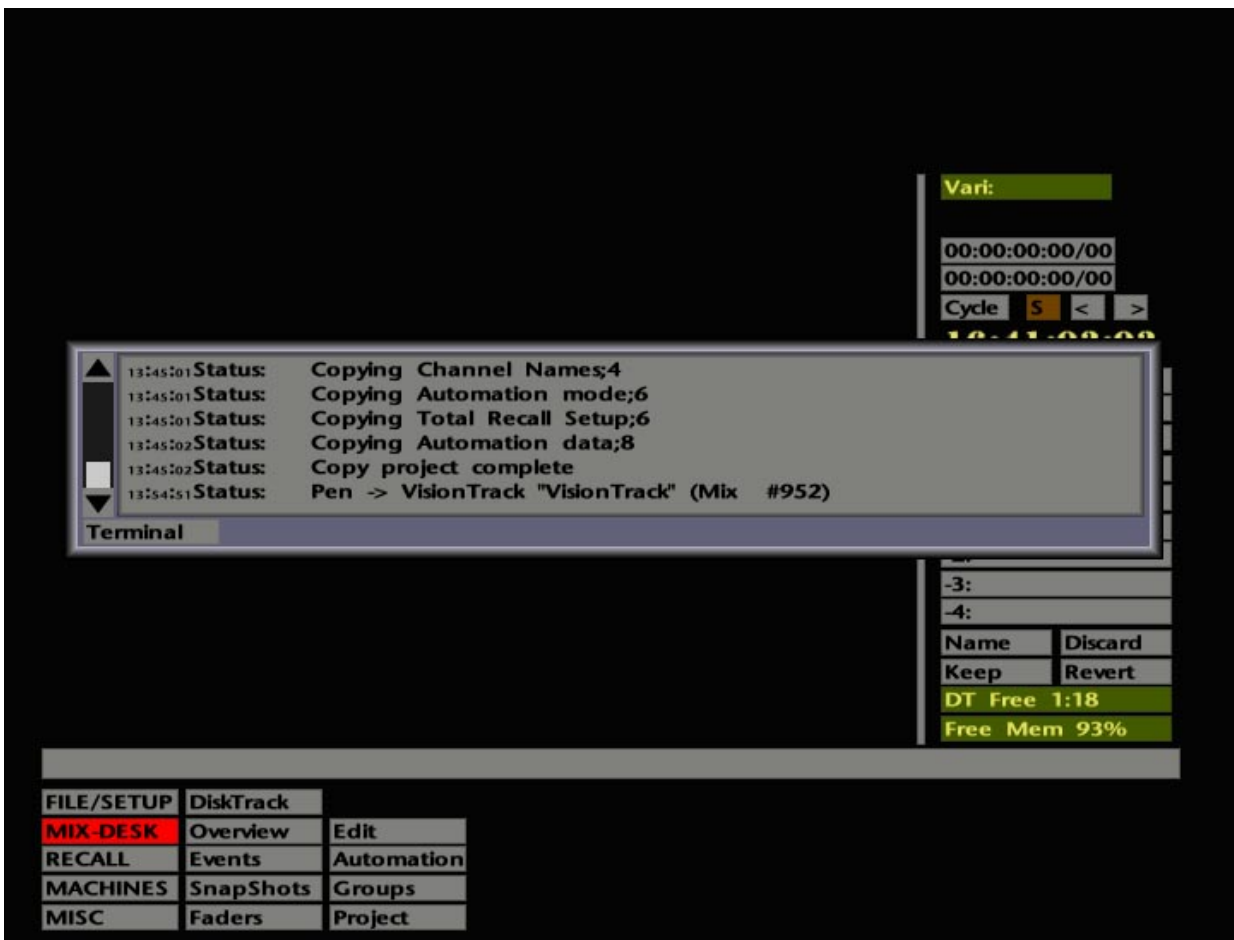 Vari:
00:00:00:00/00
00:00:00:00/00
Cycle S < >
13:45:01 Status: Copying Channel Names;4
13:45:01 Status: Copying Automation mode;6
13:45:01 Status: Copying Total Recall Setup;6
13:45:02 Status: Copying Automation data;8
13:45:02 Status: Copy project complete
13:54:51 Status: Pen -> VisionTrack "VisionTrack" (Mix #952)
Terminal
-3:
-4:
Name Discard
Keep Revert
DT Free 1:18
Free Mem 93%
FILE/SETUP DiskTrack
MIX-DESK Overview Edit
RECALL Events Automation
MACHINES SnapShots Groups
MISC Faders Project